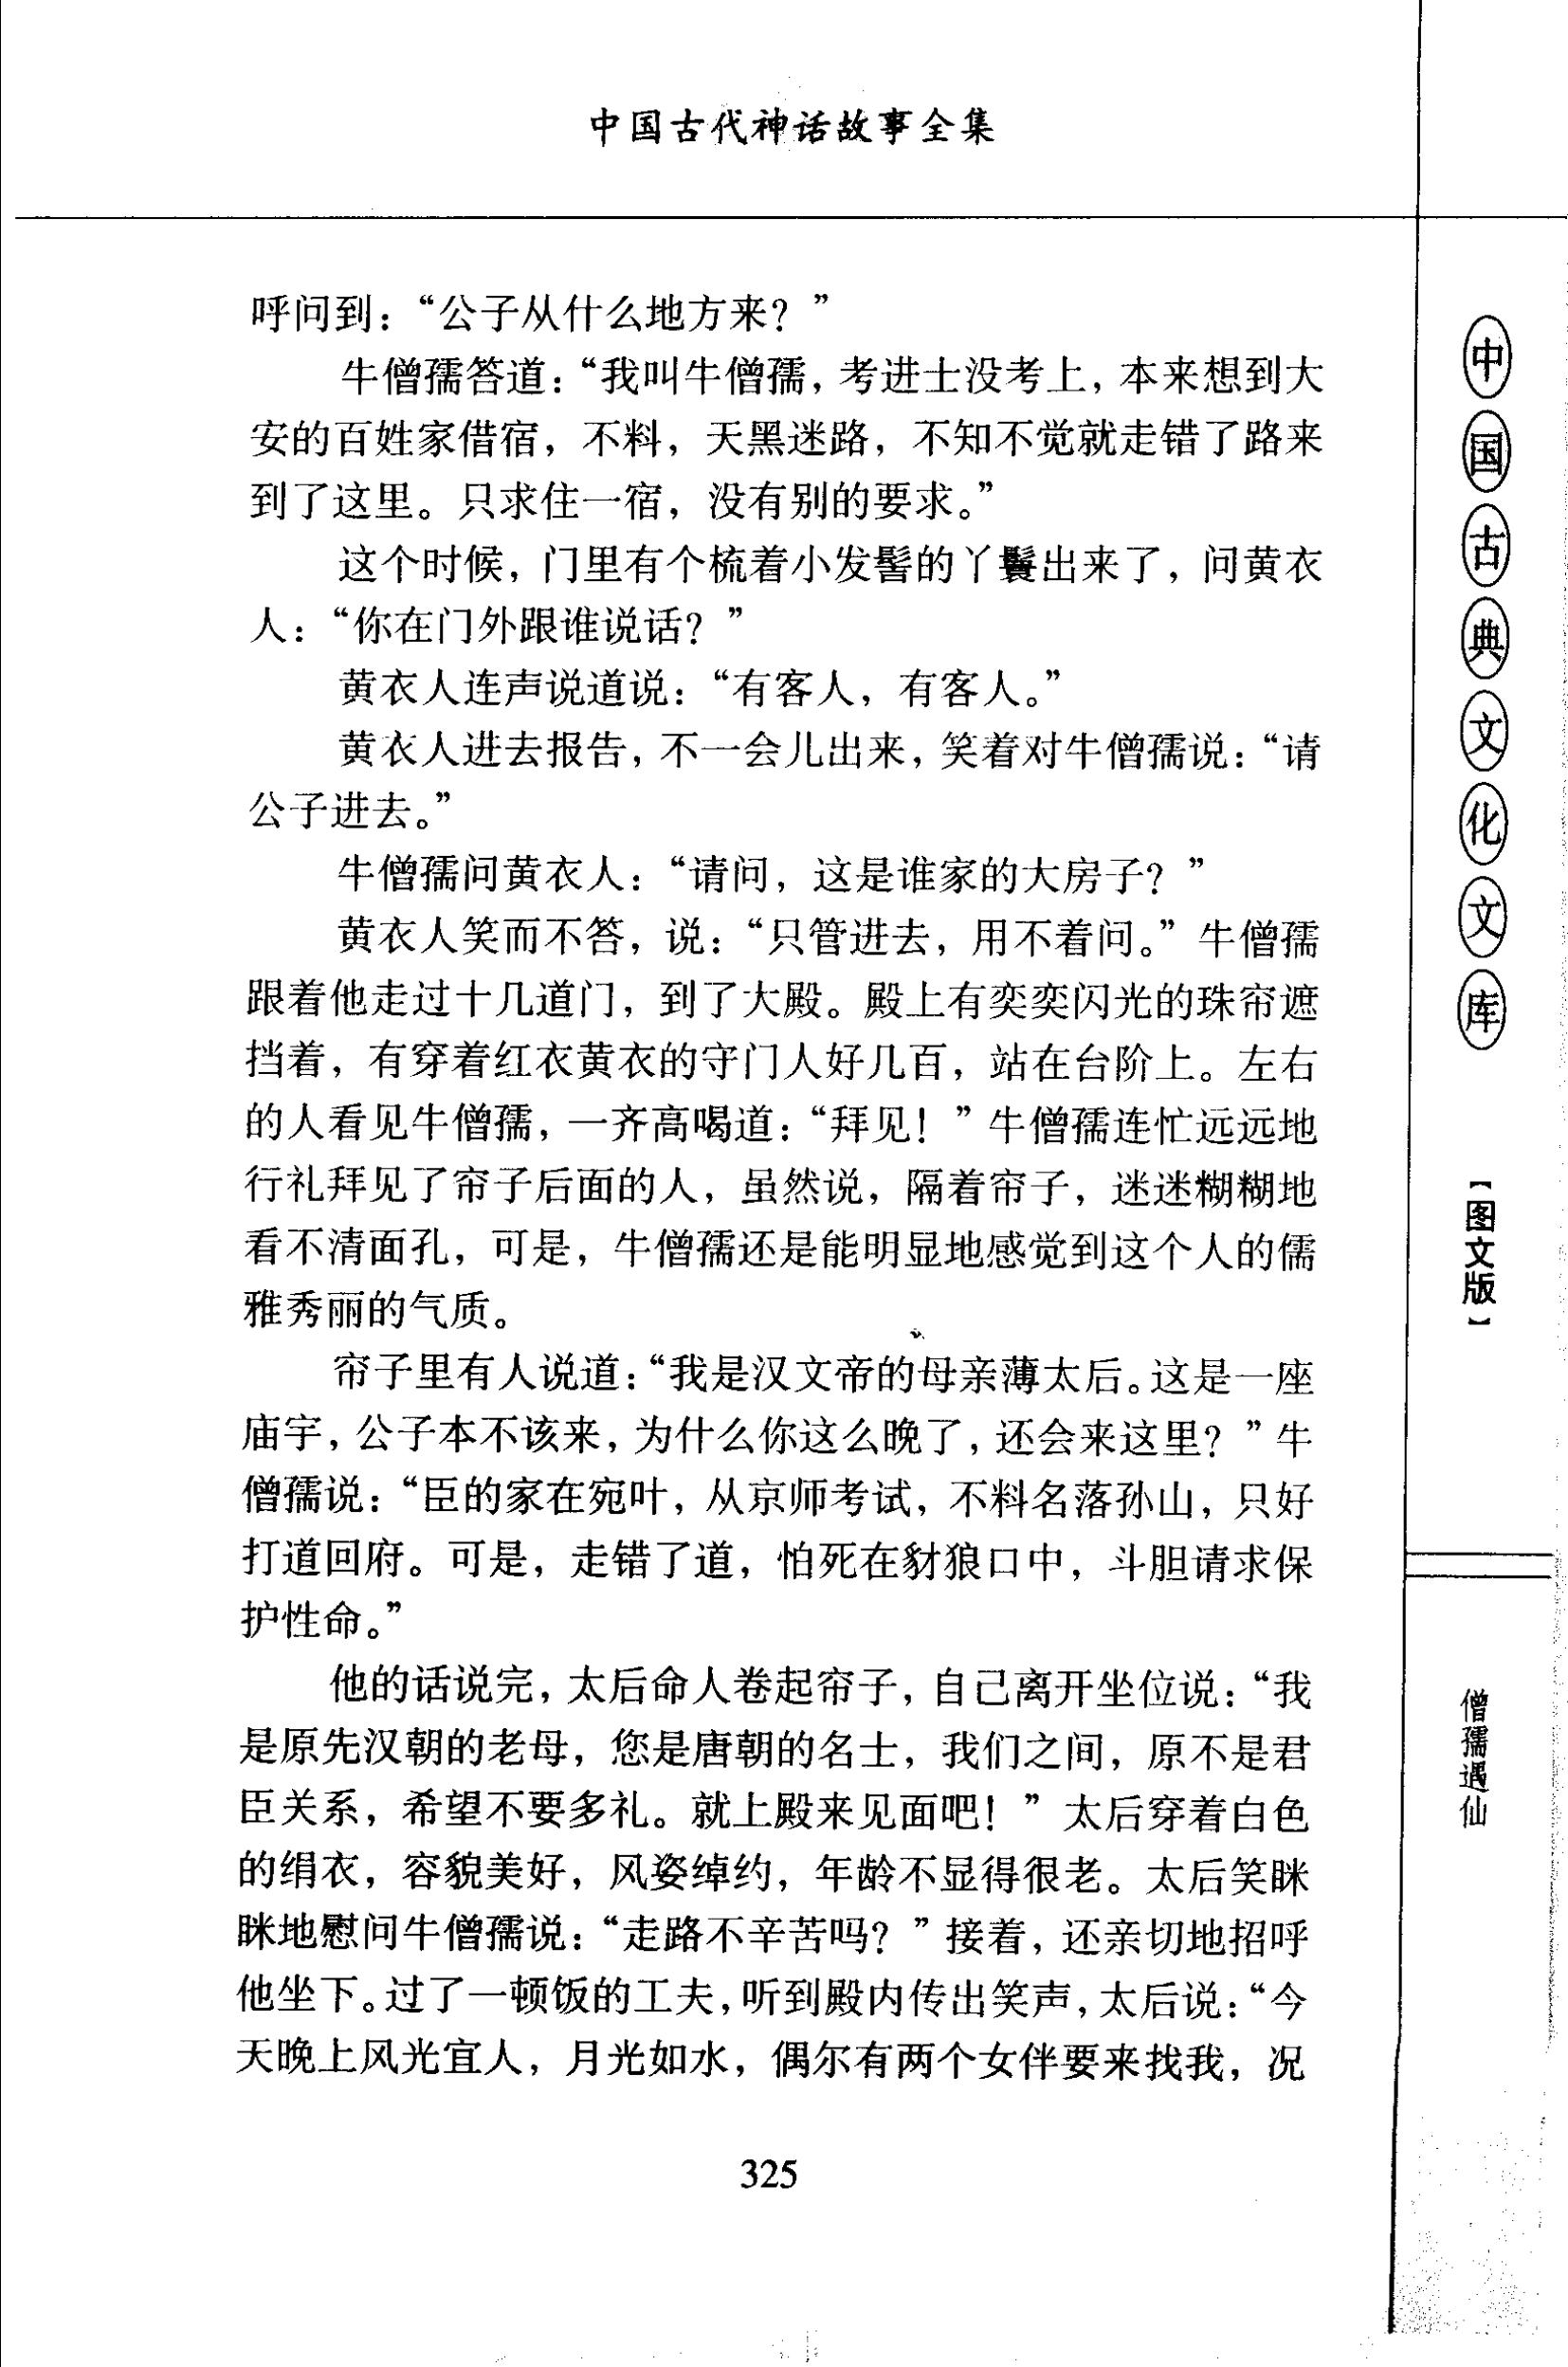 中国古代神话故事全集
呼问到：“公子从什么地方来？”
牛僧孺答道：“我叫牛僧孺，考进士没考上，本来想到大
安的百姓家借宿，不料，天黑迷路，不知不觉就走错了路来
到了这里。只求住一宿，没有别的要求。”
这个时候，门里有个梳着小发髻的丫鬟出来了，问黄衣
人：“你在门外跟谁说话？”
黄衣人连声说道说：“有客人，有客人。”
黄衣人进去报告，不一会儿出来，笑着对牛僧孺说：“请
公子进去。”
牛僧孺问黄衣人：“请问，这是谁家的大房子？”
黄衣人笑而不答，说：“只管进去，用不着问。”牛僧孺
跟着他走过十几道门，到了大殿。殿上有奕奕闪光的珠帘遮
挡着，有穿着红衣黄衣的守门人好几百，站在台阶上。左右
的人看见牛僧孺，一齐高喝道：“拜见！”牛僧孺连忙远远地
行礼拜见了帘子后面的人，虽然说，隔着帘子，迷迷糊糊地
看不清面孔，可是，牛僧孺还是能明显地感觉到这个人的儒
雅秀丽的气质。
帘子里有人说道：“我是汉文帝的母亲薄太后。这是一座
庙宇，公子本不该来，为什么你这么晚了，还会来这里？”牛
僧孺说：“臣的家在宛叶，从京师考试，不料名落孙山，只好
打道回府。可是，走错了道，怕死在豺狼口中，斗胆请求保
护性命。”
他的话说完，太后命人卷起帘子，自己离开坐位说：“我
是原先汉朝的老母，您是唐朝的名士，我们之间，原不是君
臣关系，希望不要多礼。就上殿来见面吧！”太后穿着白色
的绢衣，容貌美好，风姿绰约，年龄不显得很老。太后笑眯
眯地慰问牛僧孺说：“走路不辛苦吗？”接着，还亲切地招呼
他坐下。过了一顿饭的工夫，听到殿内传出笑声，太后说：“今
天晚上风光宜人，月光如水，偶尔有两个女伴要来找我，况
325
中国古典文化文库
【图文版】
僧孺遇仙